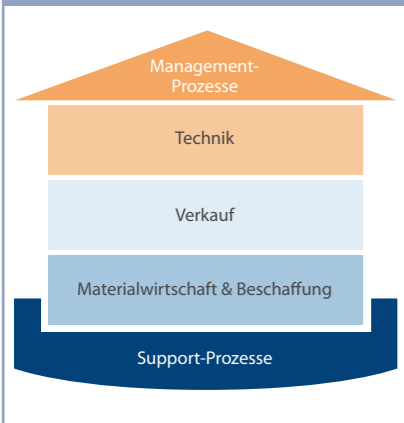 Management-
Prozesse
Technik
Verkauf
Materialwirtschaft & Beschaffung
Support-Prozesse